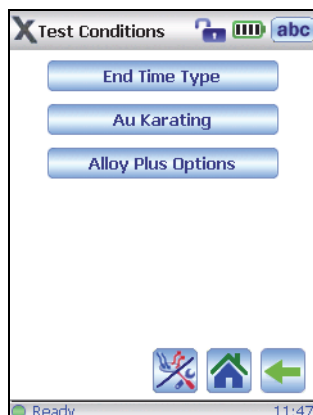 X Test Conditions abc
End Time Type
Au Karating
Alloy Plus Options
Ready 11:47